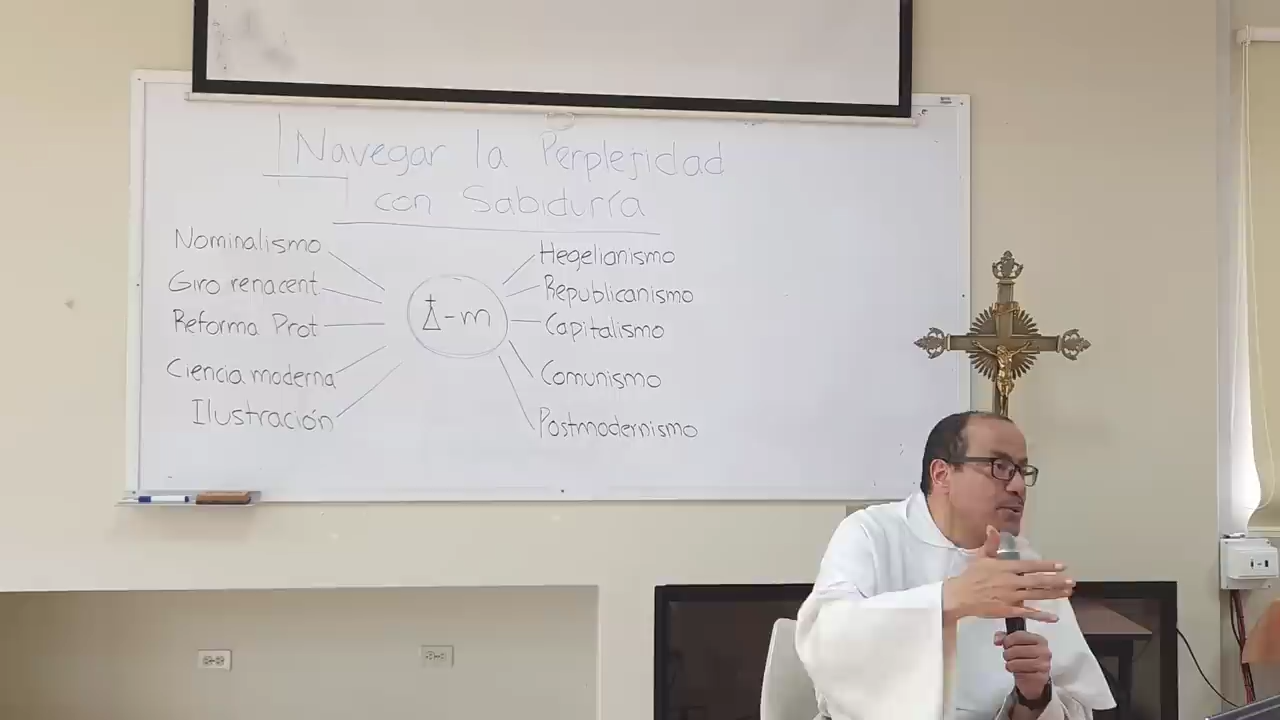 Navegar la Perplejidad
con Sabiduría
Nominalismo
Giro renacent.
Reforma Prot
Ciencia moderna
Ilustración
-m
Hegelianismo
Republicanismo
Capitalismo
Comunismo
Postmodernismo